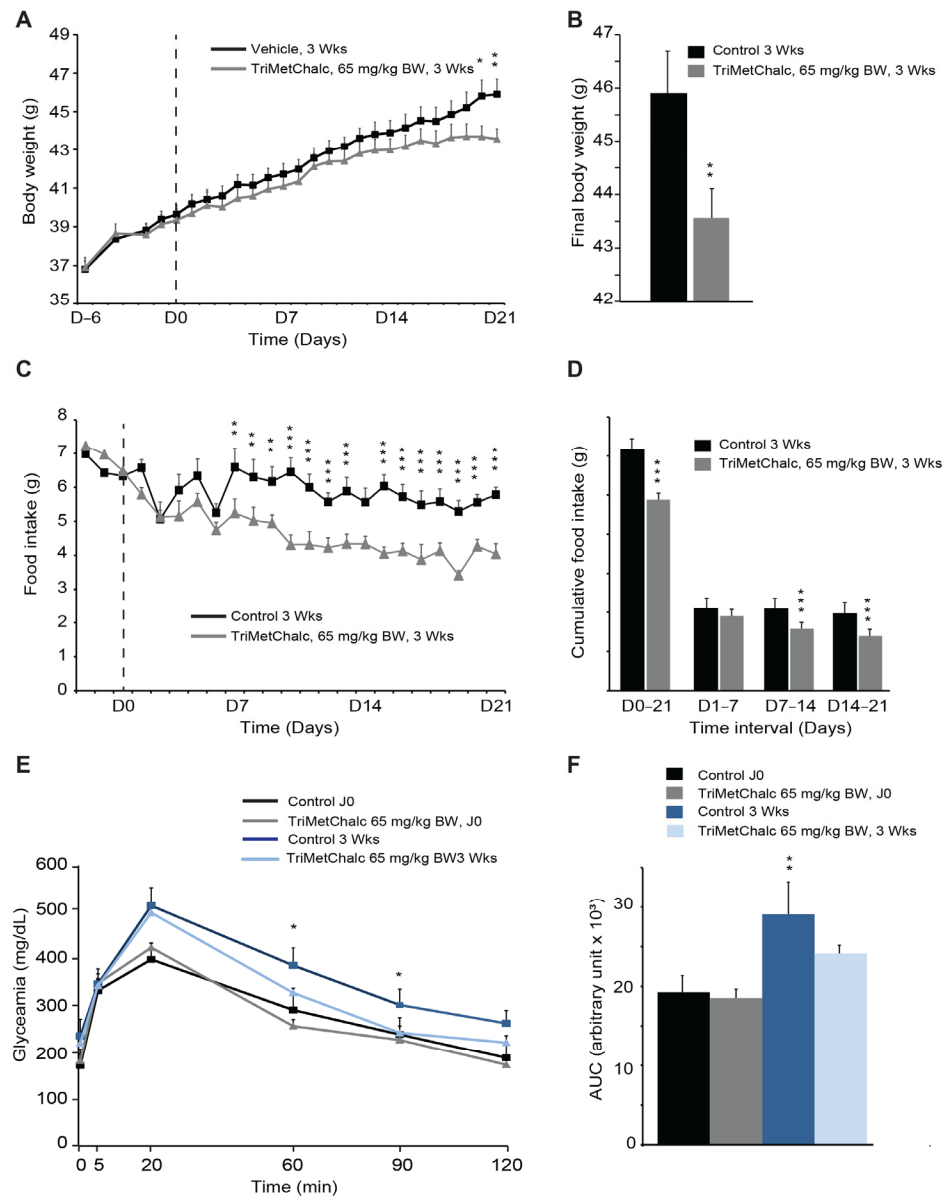 A
Body weight (g)
49
47
45
43
41
39
37
35
Vehicle, 3 Wks
TriMetChalc, 65 mg/kg BW, 3 Wks
*
**
D–6
D0
D7
D14
D21
Time (Days)
B
Final body weight (g)
47
46
45
44
43
42
Control 3 Wks
TriMetChalc, 65 mg/kg BW, 3 Wks
**
C
Food intake (g)
8
7
6
5
4
3
2
1
0
** ** ** *** *** *** *** *** *** *** *** *** *** ***
Control 3 Wks
TriMetChalc, 65 mg/kg BW, 3 Wks
D0
D7
D14
D21
Time (Days)
D
Cumulative food intake (g)
Control 3 Wks
TriMetChalc, 65 mg/kg BW, 3 Wks
***
***
***
D0–21
D1–7
D7–14
D14–21
Time interval (Days)
E
Control J0
TriMetChalc 65 mg/kg BW, J0
Control 3 Wks
TriMetChalc 65 mg/kg BW3 Wks
Glyceamia (mg/dL)
600
500
400
300
200
100
0
*
*
0
5
20
60
90
120
Time (min)
F
Control J0
TriMetChalc 65 mg/kg BW, J0
Control 3 Wks
TriMetChalc 65 mg/kg BW, 3 Wks
AUC (arbitrary unit x 10³)
30
20
10
0
**